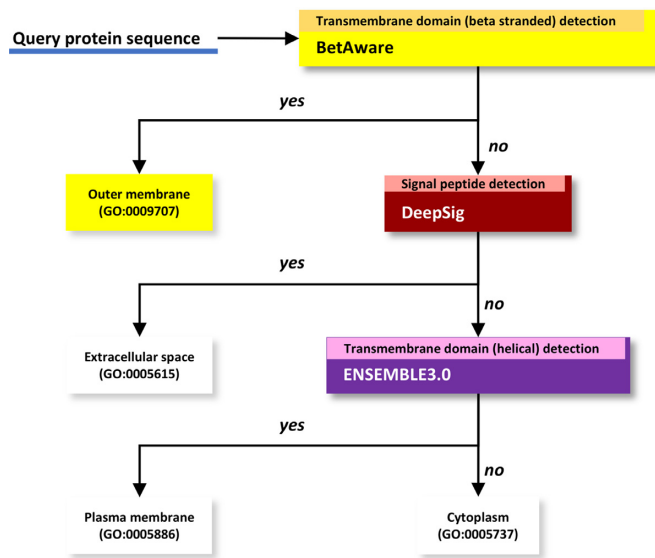 Transmembrane domain (beta stranded) detection
Query protein sequence
BetAware
yes
no
Outer membrane
(GO:0009707)
Signal peptide detection
DeepSig
yes
no
Extracellular space
(GO:0005615)
Transmembrane domain (helical) detection
ENSEMBLE3.0
yes
no
Plasma membrane
(GO:0005886)
Cytoplasm
(GO:0005737)